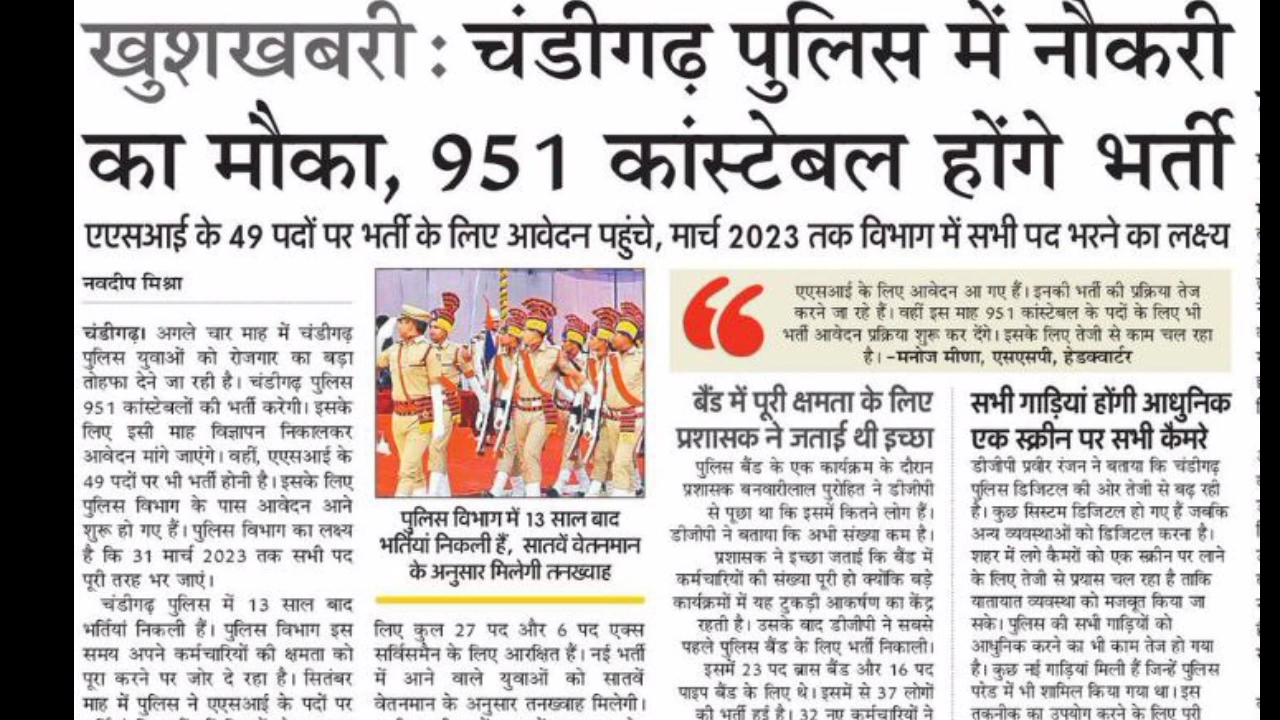 खुशखबरी : चंडीगढ़ पुलिस में नौकरी
का मौका, 951 कांस्टेबल होंगे भर्ती
एएसआई के 49 पदों पर भर्ती के लिए आवेदन पहुंचे, मार्च 2023 तक विभाग में सभी पद भरने का लक्ष्य
नवदीप मिश्रा
चंडीगढ़। अगले चार माह में चंडीगढ़
पुलिस युवाओं को रोजगार का बड़ा
तोहफा देने जा रही है। चंडीगढ़ पुलिस
951 कांस्टेबलों की भर्ती करेगी। इसके
लिए इसी माह विज्ञापन निकालकर
आवेदन मांगे जाएंगे। वहीं, एएसआई के
49 पदों पर भी भर्ती होनी है। इसके लिए
पुलिस विभाग के पास आवेदन आने
शुरू हो गए हैं। पुलिस विभाग का लक्ष्य
है कि 31 मार्च 2023 तक सभी पद
पूरी तरह भर जाएं।
चंडीगढ़ पुलिस में 13 साल बाद
भर्तियां निकली हैं। पुलिस विभाग इस
समय अपने कर्मचारियों की क्षमता को
पूरा करने पर जोर दे रहा है। सितंबर
माह में पुलिस ने एएसआई के पदों पर
पुलिस विभाग में 13 साल बाद
भर्तियां निकली हैं, सातवें वेतनमान
के अनुसार मिलेगी तनख्वाह
लिए कुल 27 पद और 6 पद एक्स
सर्विसमैन के लिए आरक्षित हैं। नई भर्ती
में आने वाले युवाओं को सातवें
वेतनमान के अनुसार तनख्वाह मिलेगी।
एएसआई के लिए आवेदन आ गए हैं। इनकी भर्ती की प्रक्रिया तेज
करने जा रहे हैं। वहीं इस माह 951 कांस्टेबल के पदों के लिए भी
भर्ती आवेदन प्रक्रिया शुरू कर देंगे। इसके लिए तेजी से काम चल रहा
है। -मनोज मीणा, एसएसपी, हेडक्वार्टर
बैंड में पूरी क्षमता के लिए
प्रशासक ने जताई थी इच्छा
पुलिस बैंड के एक कार्यक्रम के दौरान
प्रशासक बनवारीलाल पुरोहित ने डीजीपी
से पूछा था कि इसमें कितने लोग हैं।
डीजीपी ने बताया कि अभी संख्या कम है।
प्रशासक ने इच्छा जताई कि बैंड में
कर्मचारियों की संख्या पूरी हो क्योंकि बड़े
कार्यक्रमों में यह टुकड़ी आकर्षण का केंद्र
रहती है। उसके बाद डीजीपी ने सबसे
पहले पुलिस बैंड के लिए भर्ती निकाली।
इसमें 23 पद ब्रास बैंड और 16 पद
पाइप बैंड के लिए थे। इसमें से 37 लोगों
की भर्ती हुई है। 32 नए कर्मचारियों ने
सभी गाड़ियां होंगी आधुनिक
एक स्क्रीन पर सभी कैमरे
डीजीपी प्रवीर रंजन ने बताया कि चंडीगढ़
पुलिस डिजिटल की ओर तेजी से बढ़ रही
है। कुछ सिस्टम डिजिटल हो गए हैं जबकि
अन्य व्यवस्थाओं को डिजिटल करना है।
शहर में लगे कैमरों को एक स्क्रीन पर लाने
के लिए तेजी से प्रयास चल रहा है ताकि
यातायात व्यवस्था को मजबूत किया जा
सके। पुलिस की सभी गाड़ियों को
आधुनिक करने का भी काम तेज हो गया
है। कुछ नई गाड़ियां मिली हैं जिन्हें पुलिस
परेड में भी शामिल किया गया था। इस
तकनीक का उपयोग करने के लिए पूरी